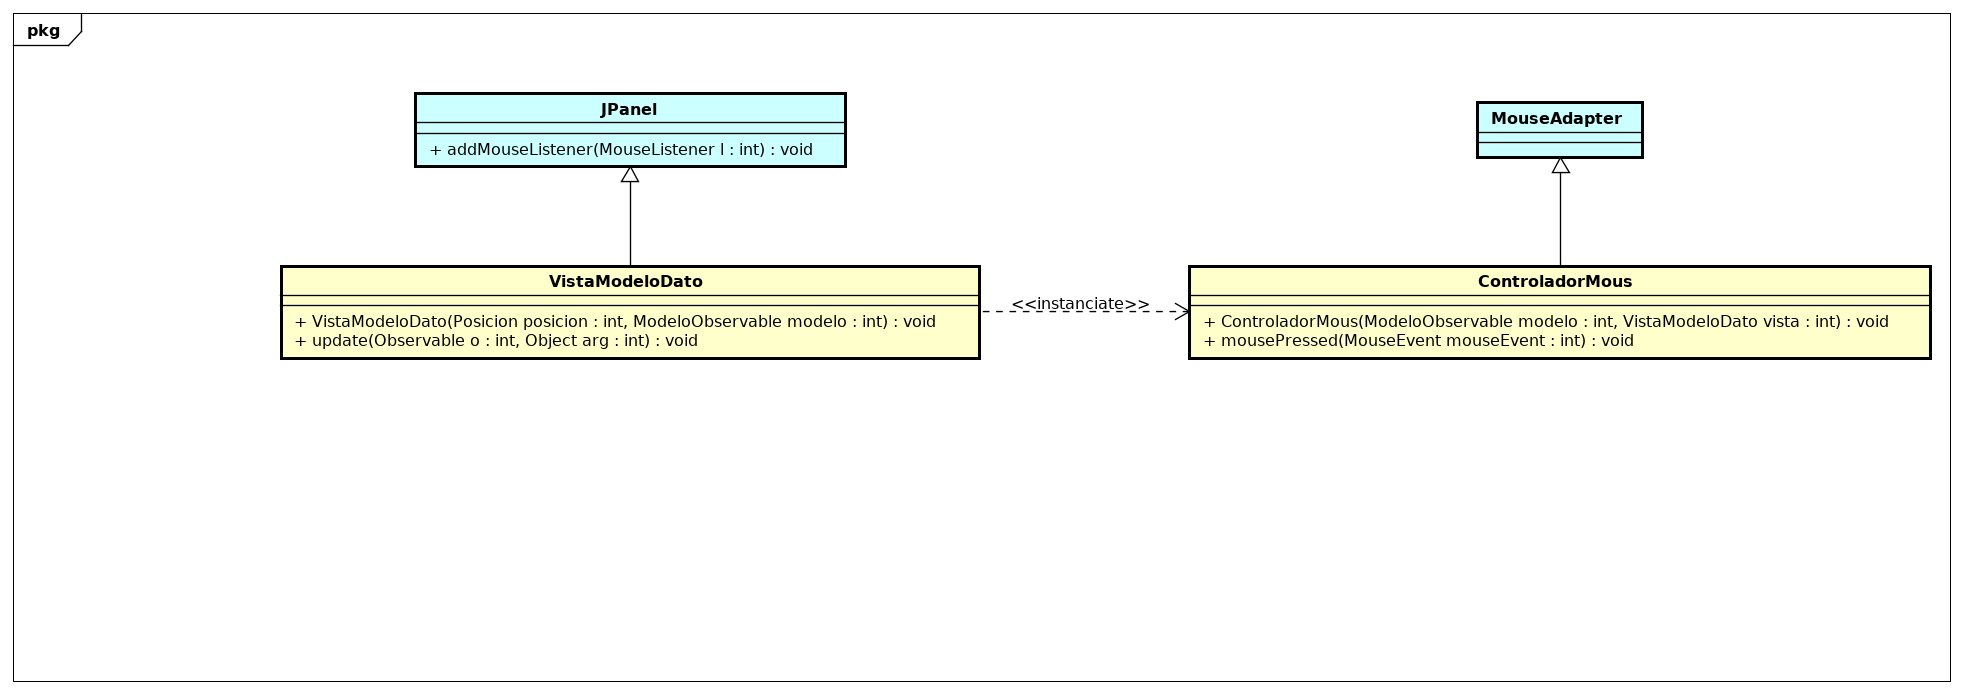 pkg
JPanel
+ addMouseListener(MouseListener l : int) : void
MouseAdapter
VistaModeloDato
+ VistaModeloDato(Posicion posicion : int, ModeloObservable modelo : int) : void
+ update(Observable o : int, Object arg : int) : void
<<instanciate>>
ControladorMous
+ ControladorMous(ModeloObservable modelo : int, VistaModeloDato vista : int) : void
+ mousePressed(MouseEvent mouseEvent : int) : void